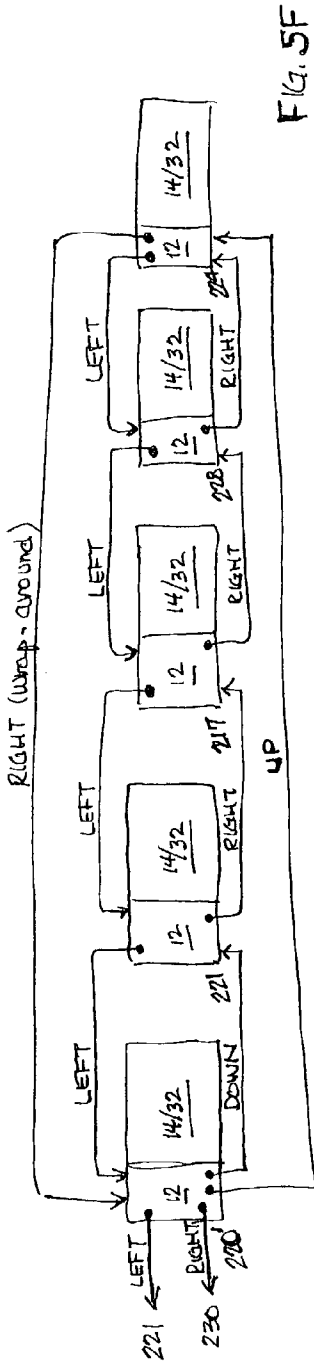 RIGHT (Wrap-around)
LEFT
LEFT
LEFT
LEFT
12 14/32
12 14/32
12 14/32
12 14/32
12 14/32
221 LEFT
230 RIGHT
220'
DOWN
221
RIGHT
217
RIGHT
228
RIGHT
224
UP
FIG. 5F